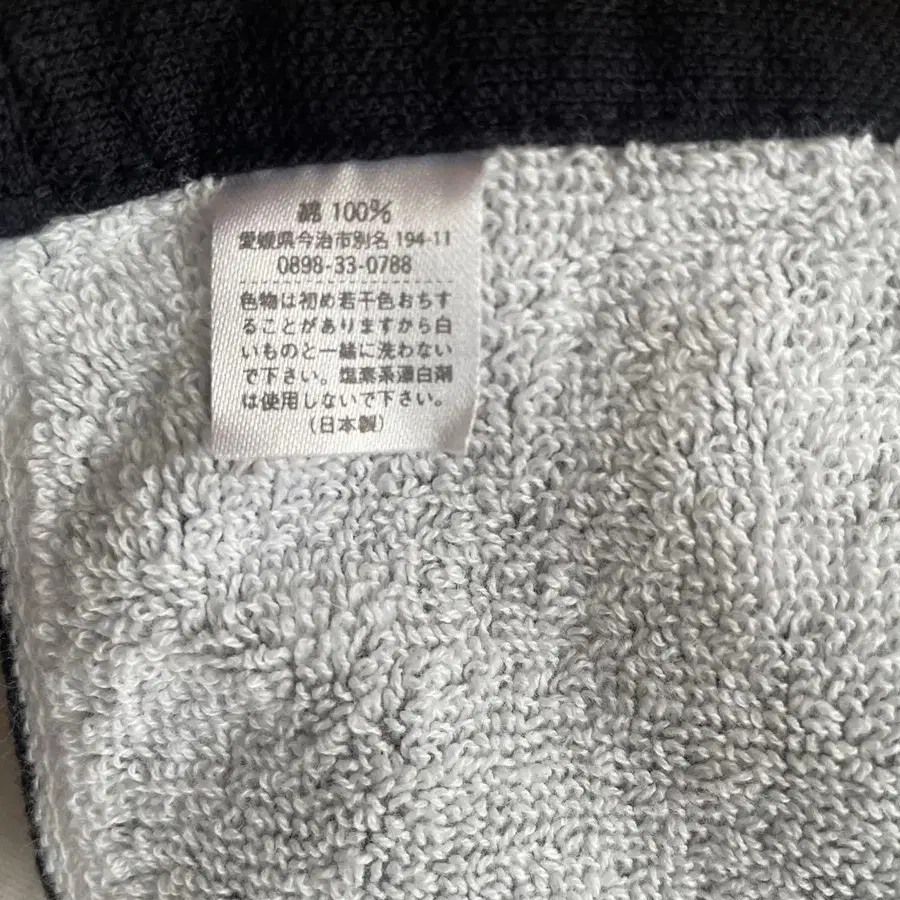 綿 100%
愛媛県今治市別名 194-11
0898-33-0788
色物は初め若干色おちす
ることがありますから白
いものと一緒に洗わない
で下さい。塩素系漂白剤
は使用しないで下さい。
（日本製）